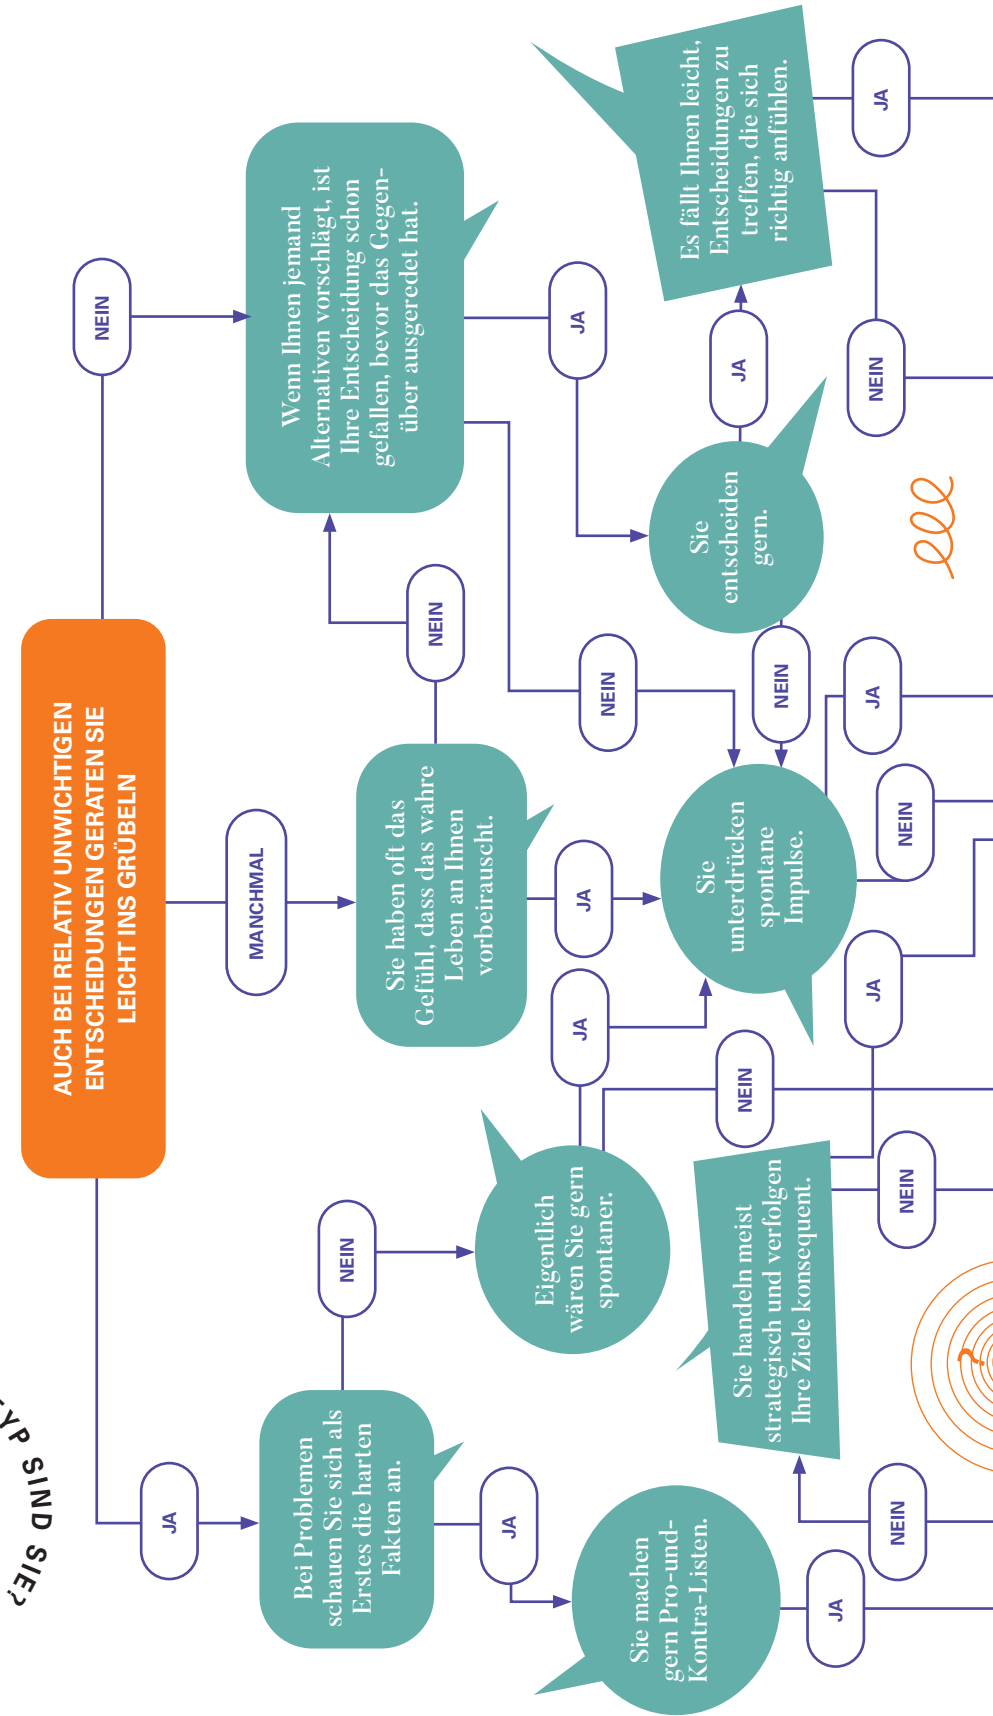 TYP SIND SIE?
AUCH BEI RELATIV UNWICHTIGEN
ENTSCHEIDUNGEN GERATEN SIE
LEICHT INS GRÜBELN
JA
MANCHMAL
NEIN
Bei Problemen
schauen Sie sich als
Erstes die harten
Fakten an.
NEIN
JA
Sie haben oft das
Gefühl, dass das wahre
Leben an Ihnen
vorbeirauscht.
NEIN
JA
Wenn Ihnen jemand
Alternativen vorschlägt, ist
Ihre Entscheidung schon
gefallen, bevor das Gegen-
über ausgeredet hat.
NEIN
JA
Sie machen
gern Pro-und-
Kontra-Listen.
JA
NEIN
Eigentlich
wären Sie gern
spontaner.
JA
NEIN
Sie handeln meist
strategisch und verfolgen
Ihre Ziele konsequent.
NEIN
JA
Sie
unterdrücken
spontane
Impulse.
NEIN
JA
Sie
entscheiden
gern.
NEIN
JA
Es fällt Ihnen leicht,
Entscheidungen zu
treffen, die sich
richtig anfühlen.
NEIN
JA
?